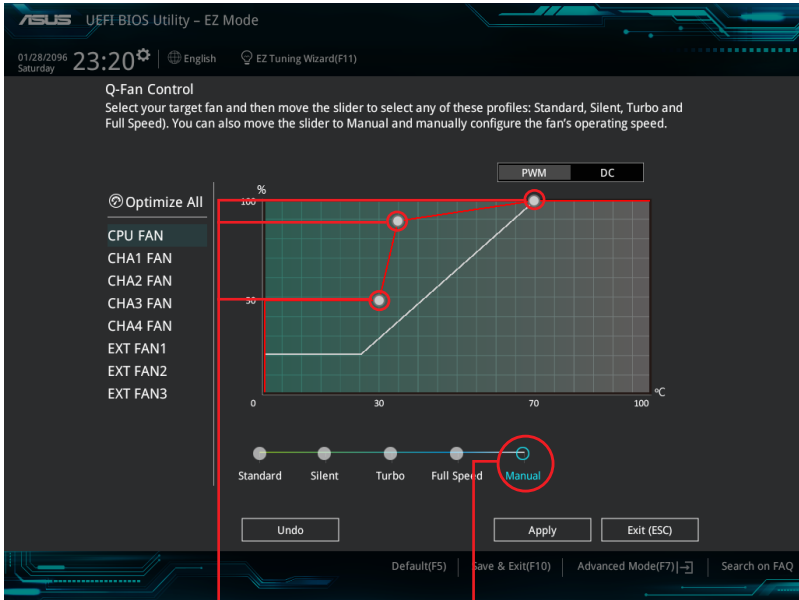 ASUS UEFI BIOS Utility – EZ Mode
01/28/2096
Saturday
23:20
English
EZ Tuning Wizard(F11)
Q-Fan Control
Select your target fan and then move the slider to select any of these profiles: Standard, Silent, Turbo and
Full Speed). You can also move the slider to Manual and manually configure the fan's operating speed.
PWM DC
Optimize All
CPU FAN
CHA1 FAN
CHA2 FAN
CHA3 FAN
CHA4 FAN
EXT FAN1
EXT FAN2
EXT FAN3
%
100
50
0 30 70 100
ºC
Standard Silent Turbo Full Speed Manual
Undo Apply Exit (ESC)
Default(F5) Save & Exit(F10) Advanced Mode(F7) Search on FAQ